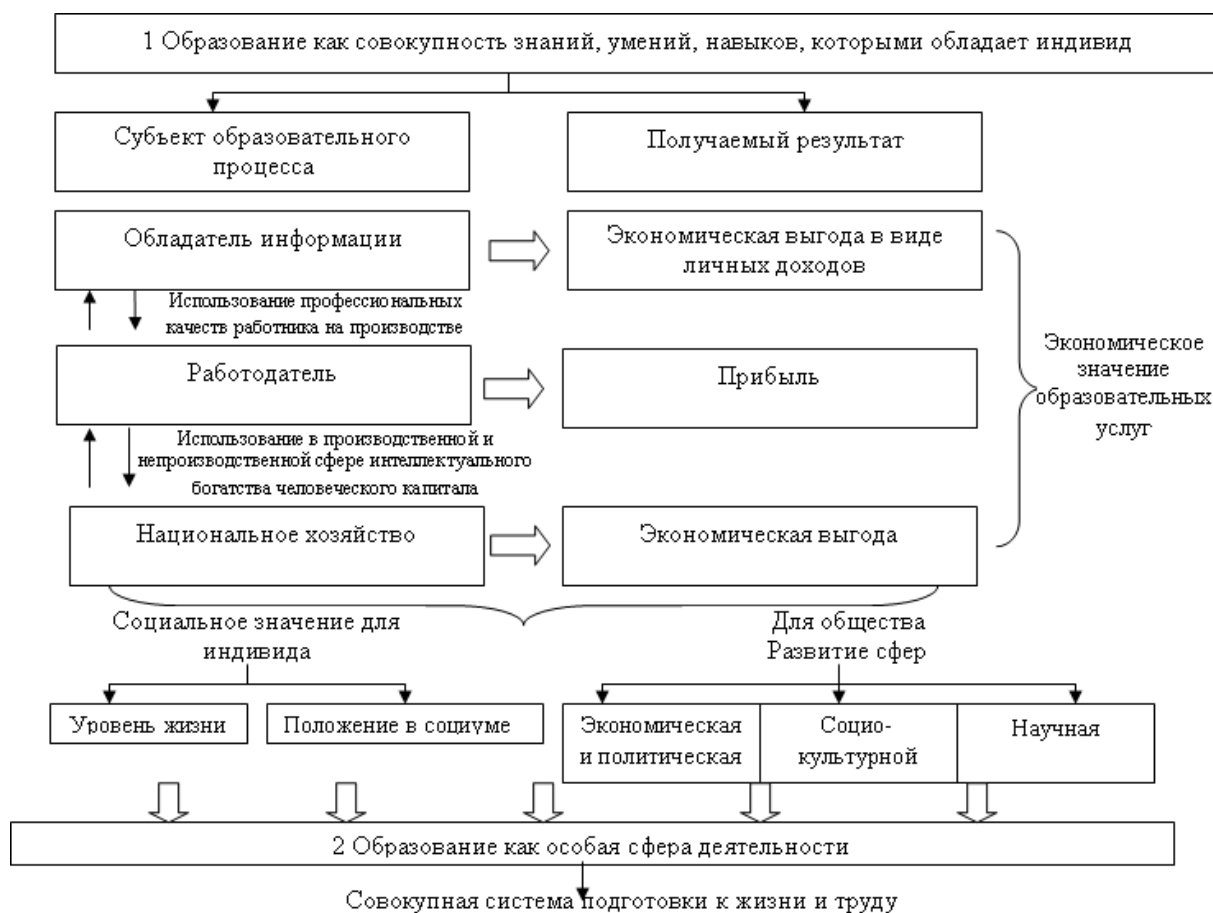 1 Образование как совокупность знаний, умений, навыков, которыми обладает индивид
Субъект образовательного
процесса
Получаемый результат
Обладатель информации
Экономическая выгода в виде
личных доходов
Использование профессиональных
качеств работника на производстве
Работодатель
Прибыль
Экономическое
значение
образовательных
услуг
Использование в производственной и
непроизводственной сфере интеллектуального
богатства человеческого капитала
Национальное хозяйство
Экономическая выгода
Социальное значение для
индивида
Для общества
Развитие сфер
Уровень жизни
Положение в социуме
Экономическая
и политическая
Социо-
культурной
Научная
2 Образование как особая сфера деятельности
Совокупная система подготовки к жизни и труду